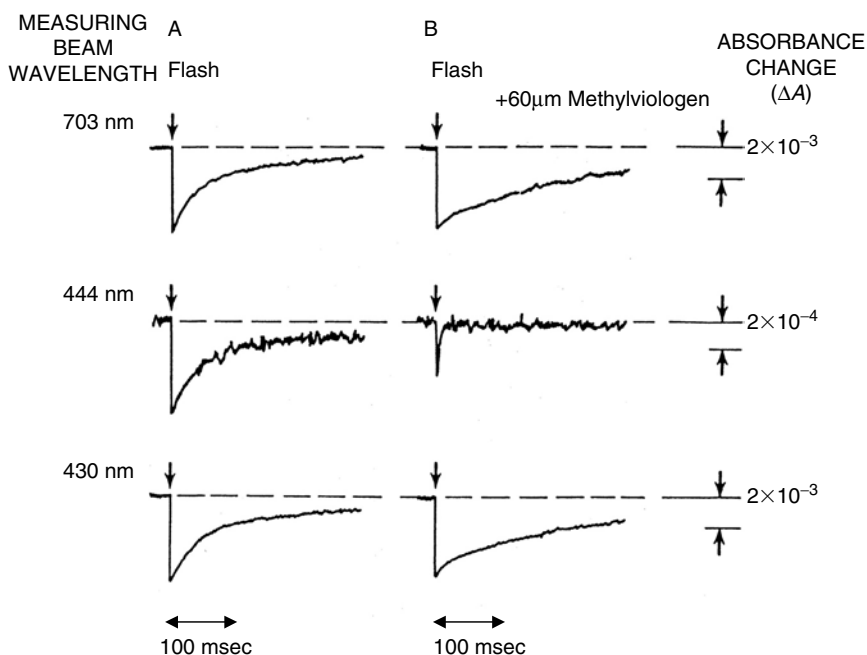 MEASURING
BEAM
WAVELENGTH
A
Flash
B
Flash
+60μm Methylviologen
ABSORBANCE
CHANGE
(ΔA)
703 nm
2×10⁻³
444 nm
2×10⁻⁴
430 nm
2×10⁻³
100 msec
100 msec